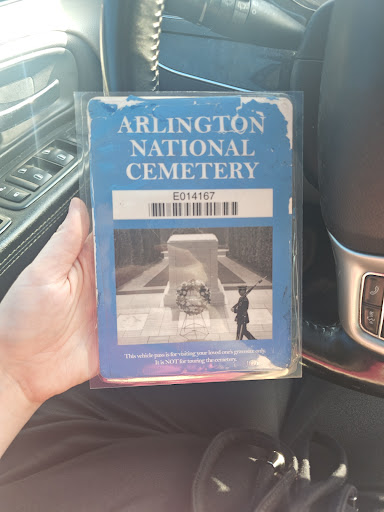 ARLINGTON
NATIONAL
CEMETERY
E014167
This vehicle pass is for visiting your loved one's gravesite only.
It is NOT for touring the cemetery.